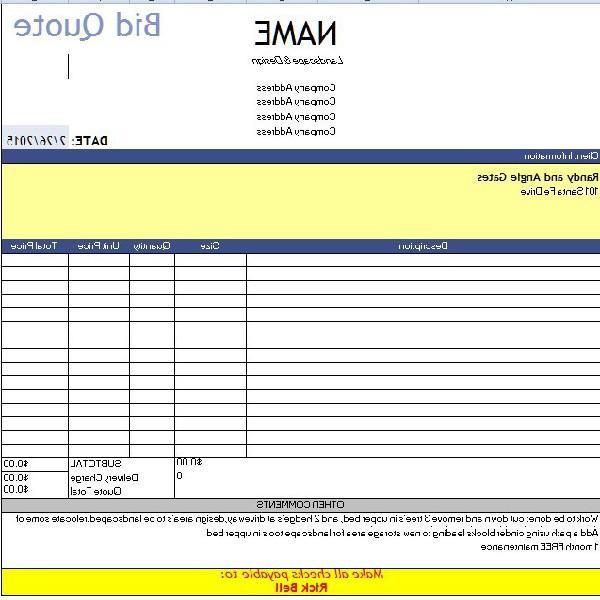 Bid Quote
NAME
Landscape & Design
Company Address
Company Address
Company Address
Company Address
DATE: 2/26/2015
Client Information
Randy and Angie Gates
101 Santa Fe Drive
Description Size Quantity Unit Price Total Price
$0.00 SUBTOTAL $0.00
0 Delivery Charge $0.00
Quote Total $0.00
OTHER COMMENTS
Work to be done: cut down and remove 3 tree's in upper bed, and 2 hedge's at driveway, design area's to be landscaped, relocated some of
Add a path using cinder blocks leading to new storage area for landscape tools in upper bed
1 month FREE maintenance
Make all checks payable to:
Rick Bell